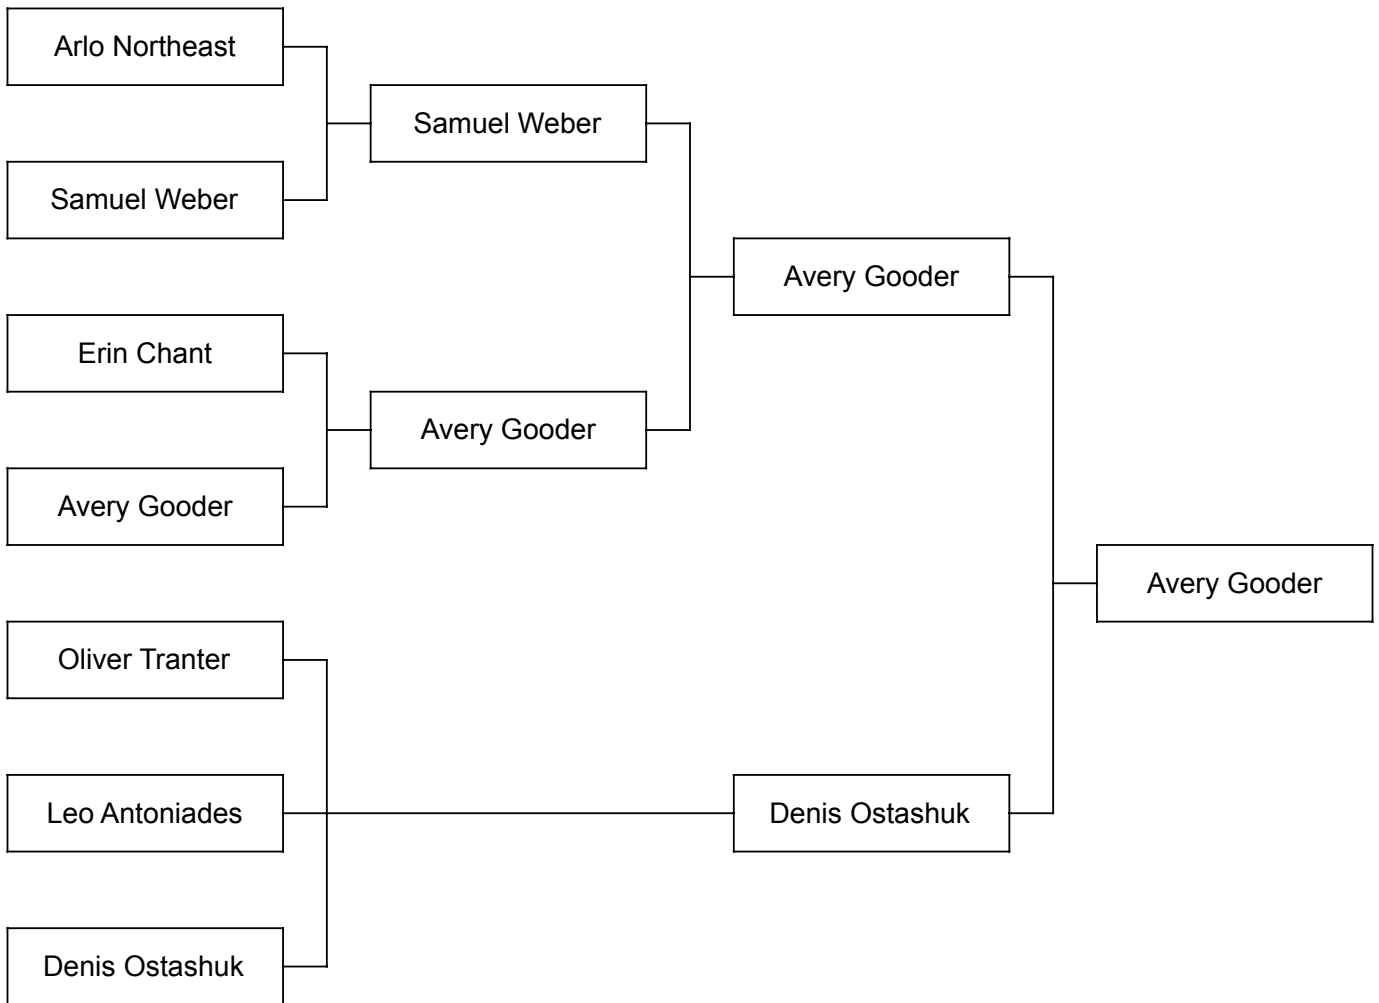 Arlo Northeast
Samuel Weber
Samuel Weber
Avery Gooder
Erin Chant
Avery Gooder
Avery Gooder
Avery Gooder
Oliver Tranter
Leo Antoniades
Denis Ostashuk
Denis Ostashuk